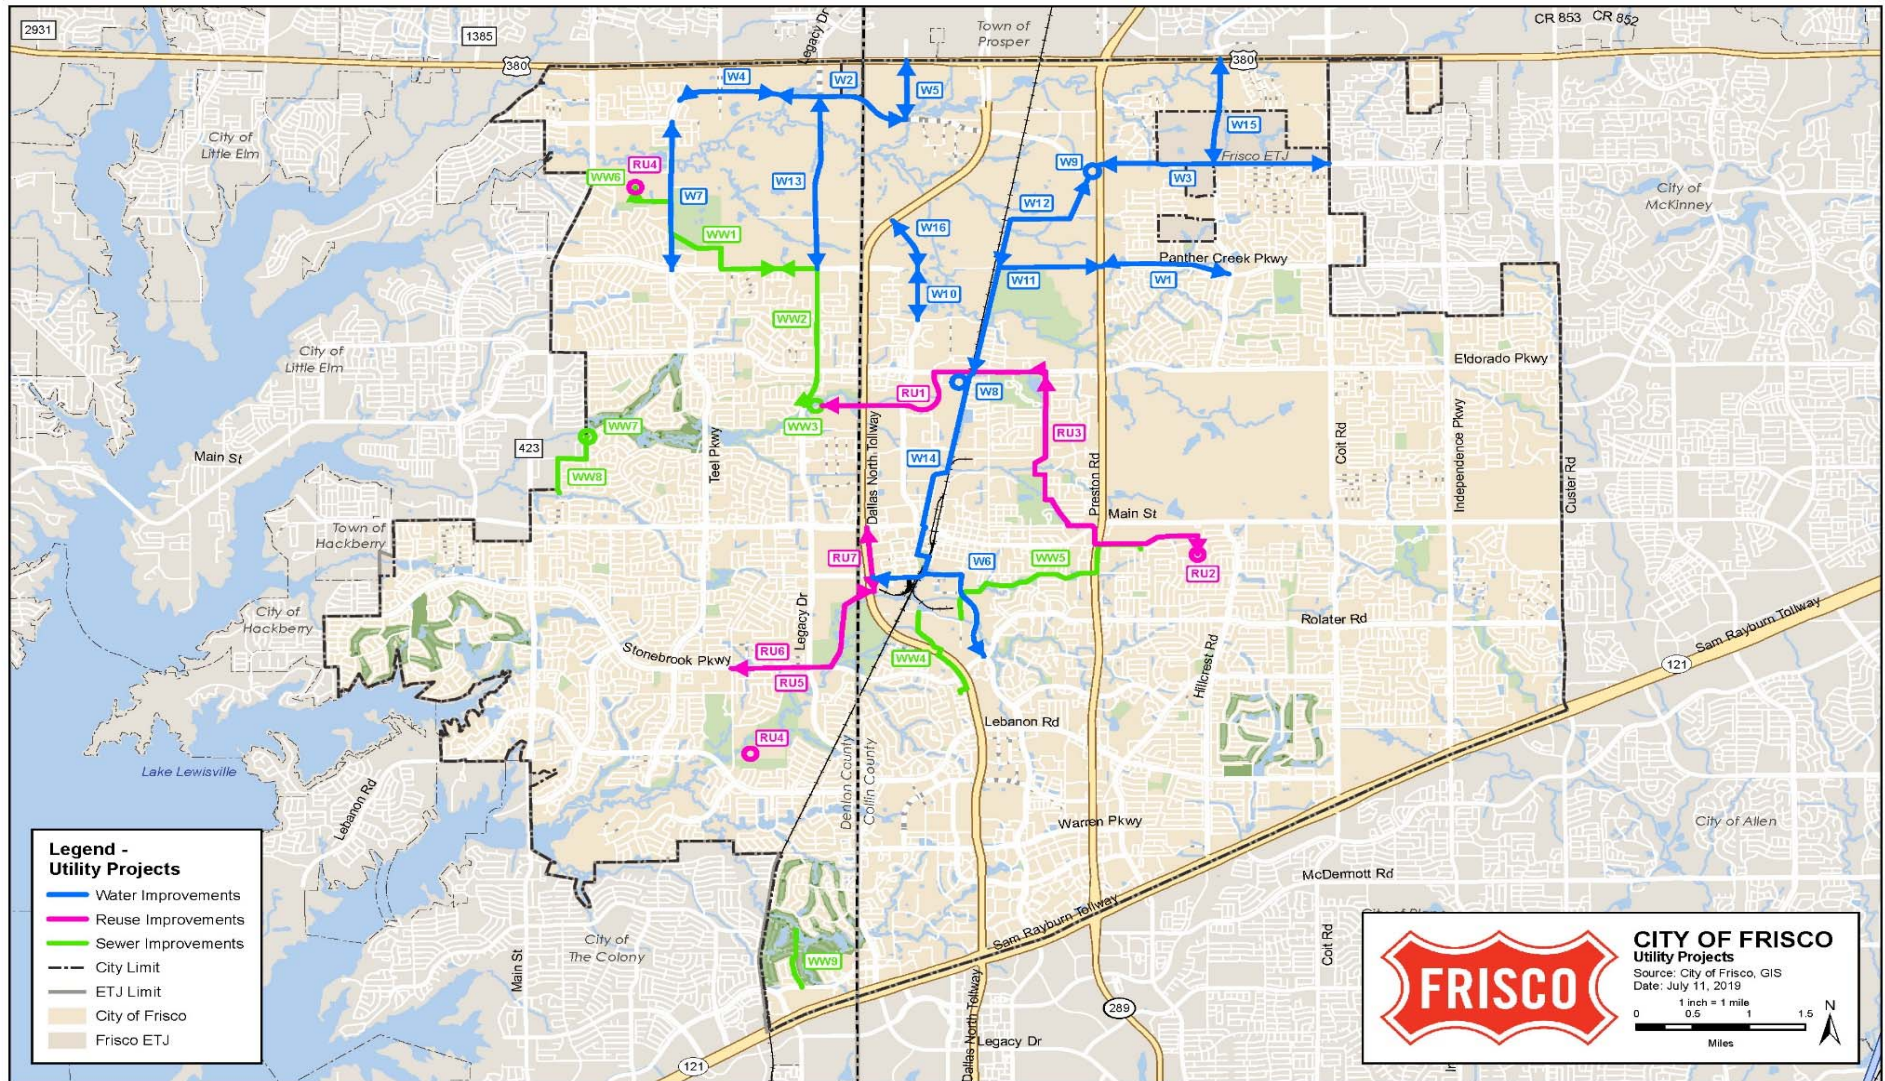 2931
1385
Legacy Dr
Town of
Prosper
CR 853
CR 852
380
380
W4
W2
W5
W15
City of
Little Elm
RU4
WW6
W9
Frisco ETJ
W7
W13
W3
City of
McKinney
W12
WW1
W16
Panther Creek Pkwy
W11
W1
W10
WW2
City of
Little Elm
Eldorado Pkwy
RU1
W8
WW3
WW7
RU3
Main St
423
Teel Pkwy
Dallas North Tollway
W14
Preston Rd
Coit Rd
Independence Pkwy
Custer Rd
WW8
Main St
Town of
Hackberry
RU7
W6
WW5
RU2
City of
Hackberry
Legacy Dr
Rolater Rd
Sam Rayburn Tollway
Stonebrook Pkwy
RU6
RU5
WW4
Hillcrest Rd
121
Lebanon Rd
RU4
Lake Lewisville
Lebanon Rd
Denton County
Collin County
Warren Pkwy
City of Allen
McDermott Rd
Sam Rayburn Tollway
City of
The Colony
Main St
WW9
Coit Rd
289
Dallas North Tollway
Legacy Dr
121
Legend -
Utility Projects
Water Improvements
Reuse Improvements
Sewer Improvements
City Limit
ETJ Limit
City of Frisco
Frisco ETJ
FRISCO
CITY OF FRISCO
Utility Projects
Source: City of Frisco, GIS
Date: July 11, 2019
1 inch = 1 mile
0 0.5 1 1.5
Miles
N